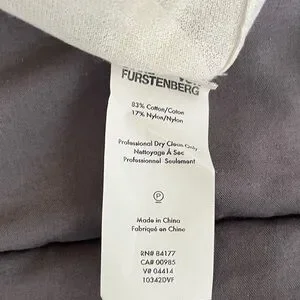 FURSTENBERG
83% Cotton/Coton
17% Nylon/Nylon
Professional Dry Clean Only
Nettoyage À Sec
Professionel Seulement
P
Made in China
Fabriqué en Chine
RN# 84177
CA# 00985
V# 04414
10342DVF